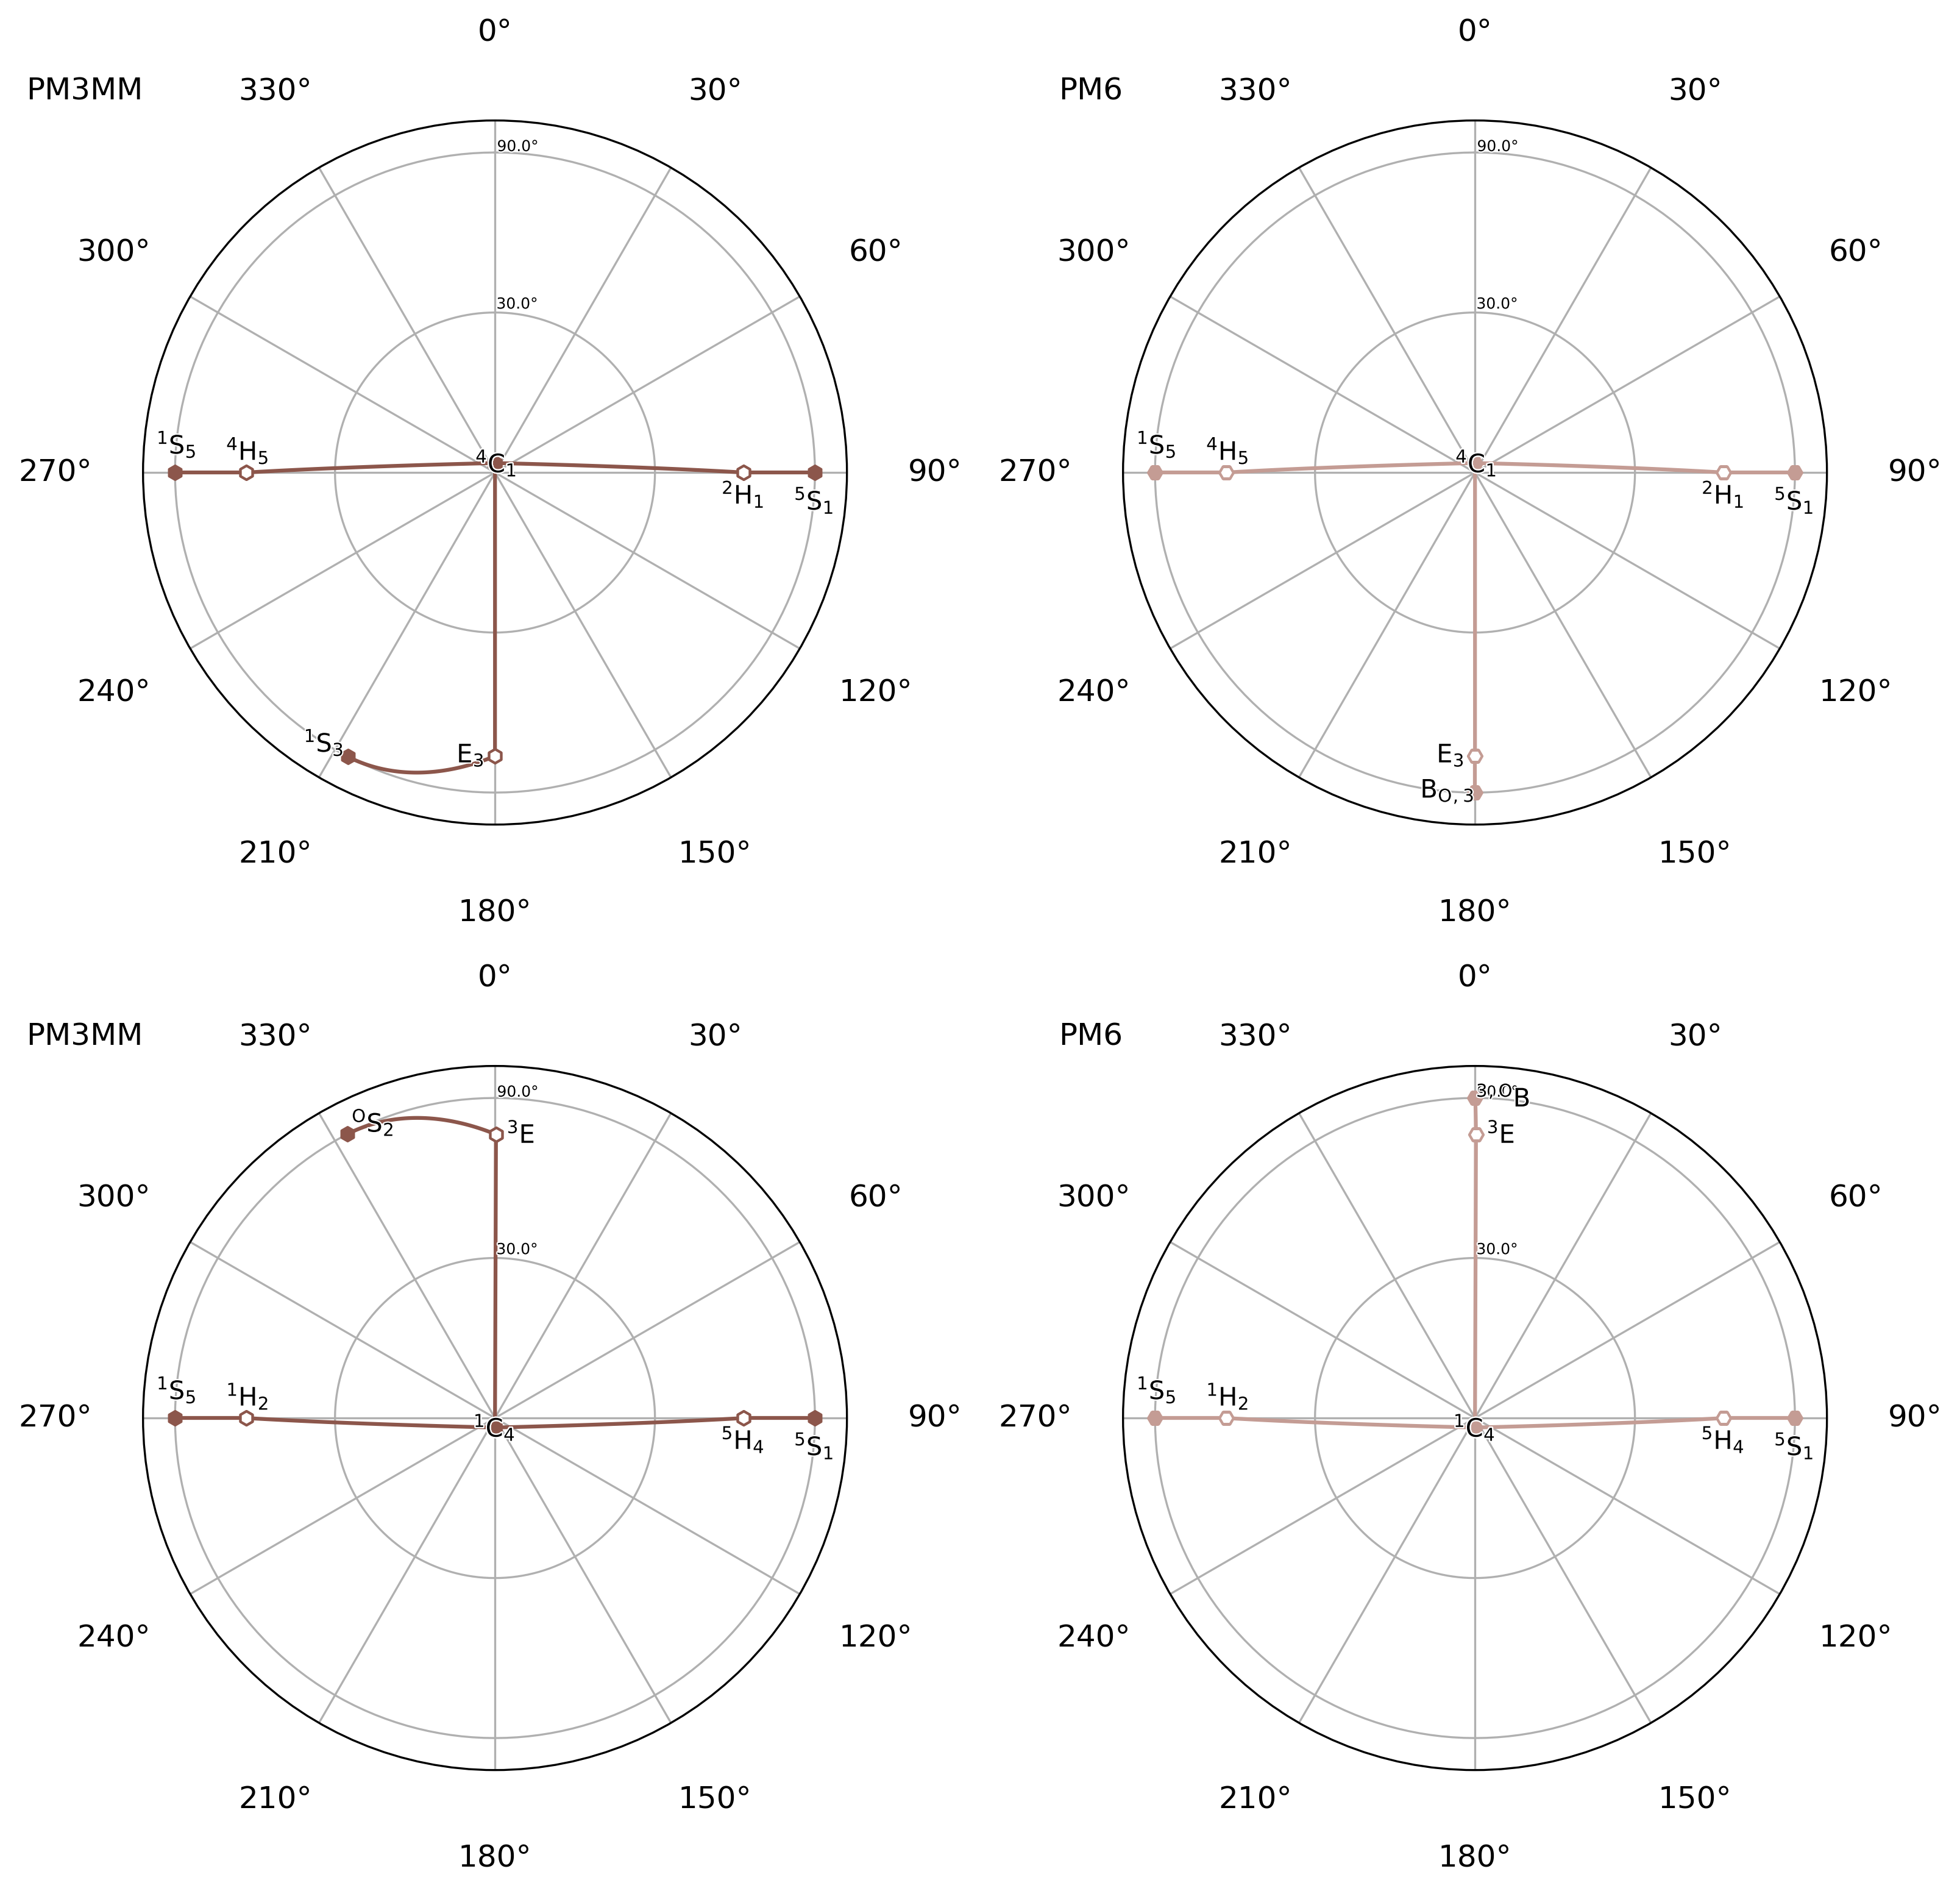 0° 0°
PM3MM 330° 30° PM6 330° 30°
90.0° 90.0°
300° 60° 300° 60°
30.0° 30.0°
¹S₅ ⁴H₅ ⁴C₁ ²H₁ ⁵S₁ ¹S₅ ⁴H₅ ⁴C₁ ²H₁ ⁵S₁
270° 90° 270° 90°
240° 120° 240° 120°
¹S₃ E₃ E₃
B_O, 3
210° 150° 210° 150°
180° 180°
0° 0°
PM3MM 330° 30° PM6 330° 30°
90.0° ³,ᴼB
ᴼS₂ ³E ³E
300° 60° 300° 60°
30.0° 30.0°
¹S₅ ¹H₂ ¹C₄ ⁵H₄ ⁵S₁ ¹S₅ ¹H₂ ¹C₄ ⁵H₄ ⁵S₁
270° 90° 270° 90°
240° 120° 240° 120°
210° 150° 210° 150°
180° 180°